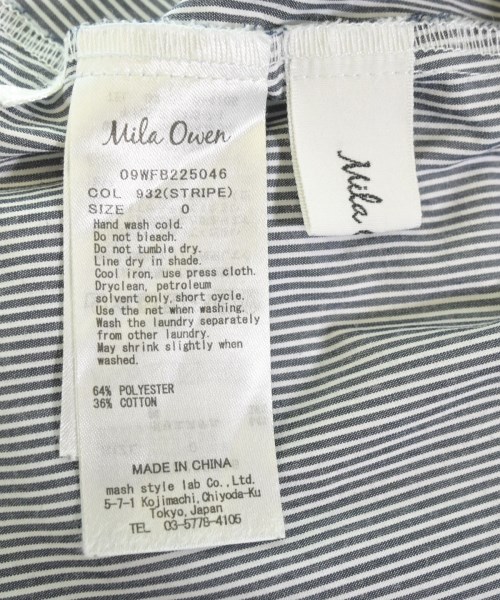 Mila Owen
09WFB225046
COL 932(STRIPE)
SIZE 0
Hand wash cold.
Do not bleach.
Do not tumble dry.
Line dry in shade.
Cool iron, use press cloth.
Dryclean, petroleum
solvent only,short cycle.
Use the net when washing.
Wash the laundry separately
from other laundry.
May shrink slightly when
washed.
64% POLYESTER
36% COTTON
MADE IN CHINA
mash style lab Co.,Ltd.
5-7-1 Kojimachi,Chiyoda-Ku
Tokyo,Japan
TEL 03-5778-4105
Mila O